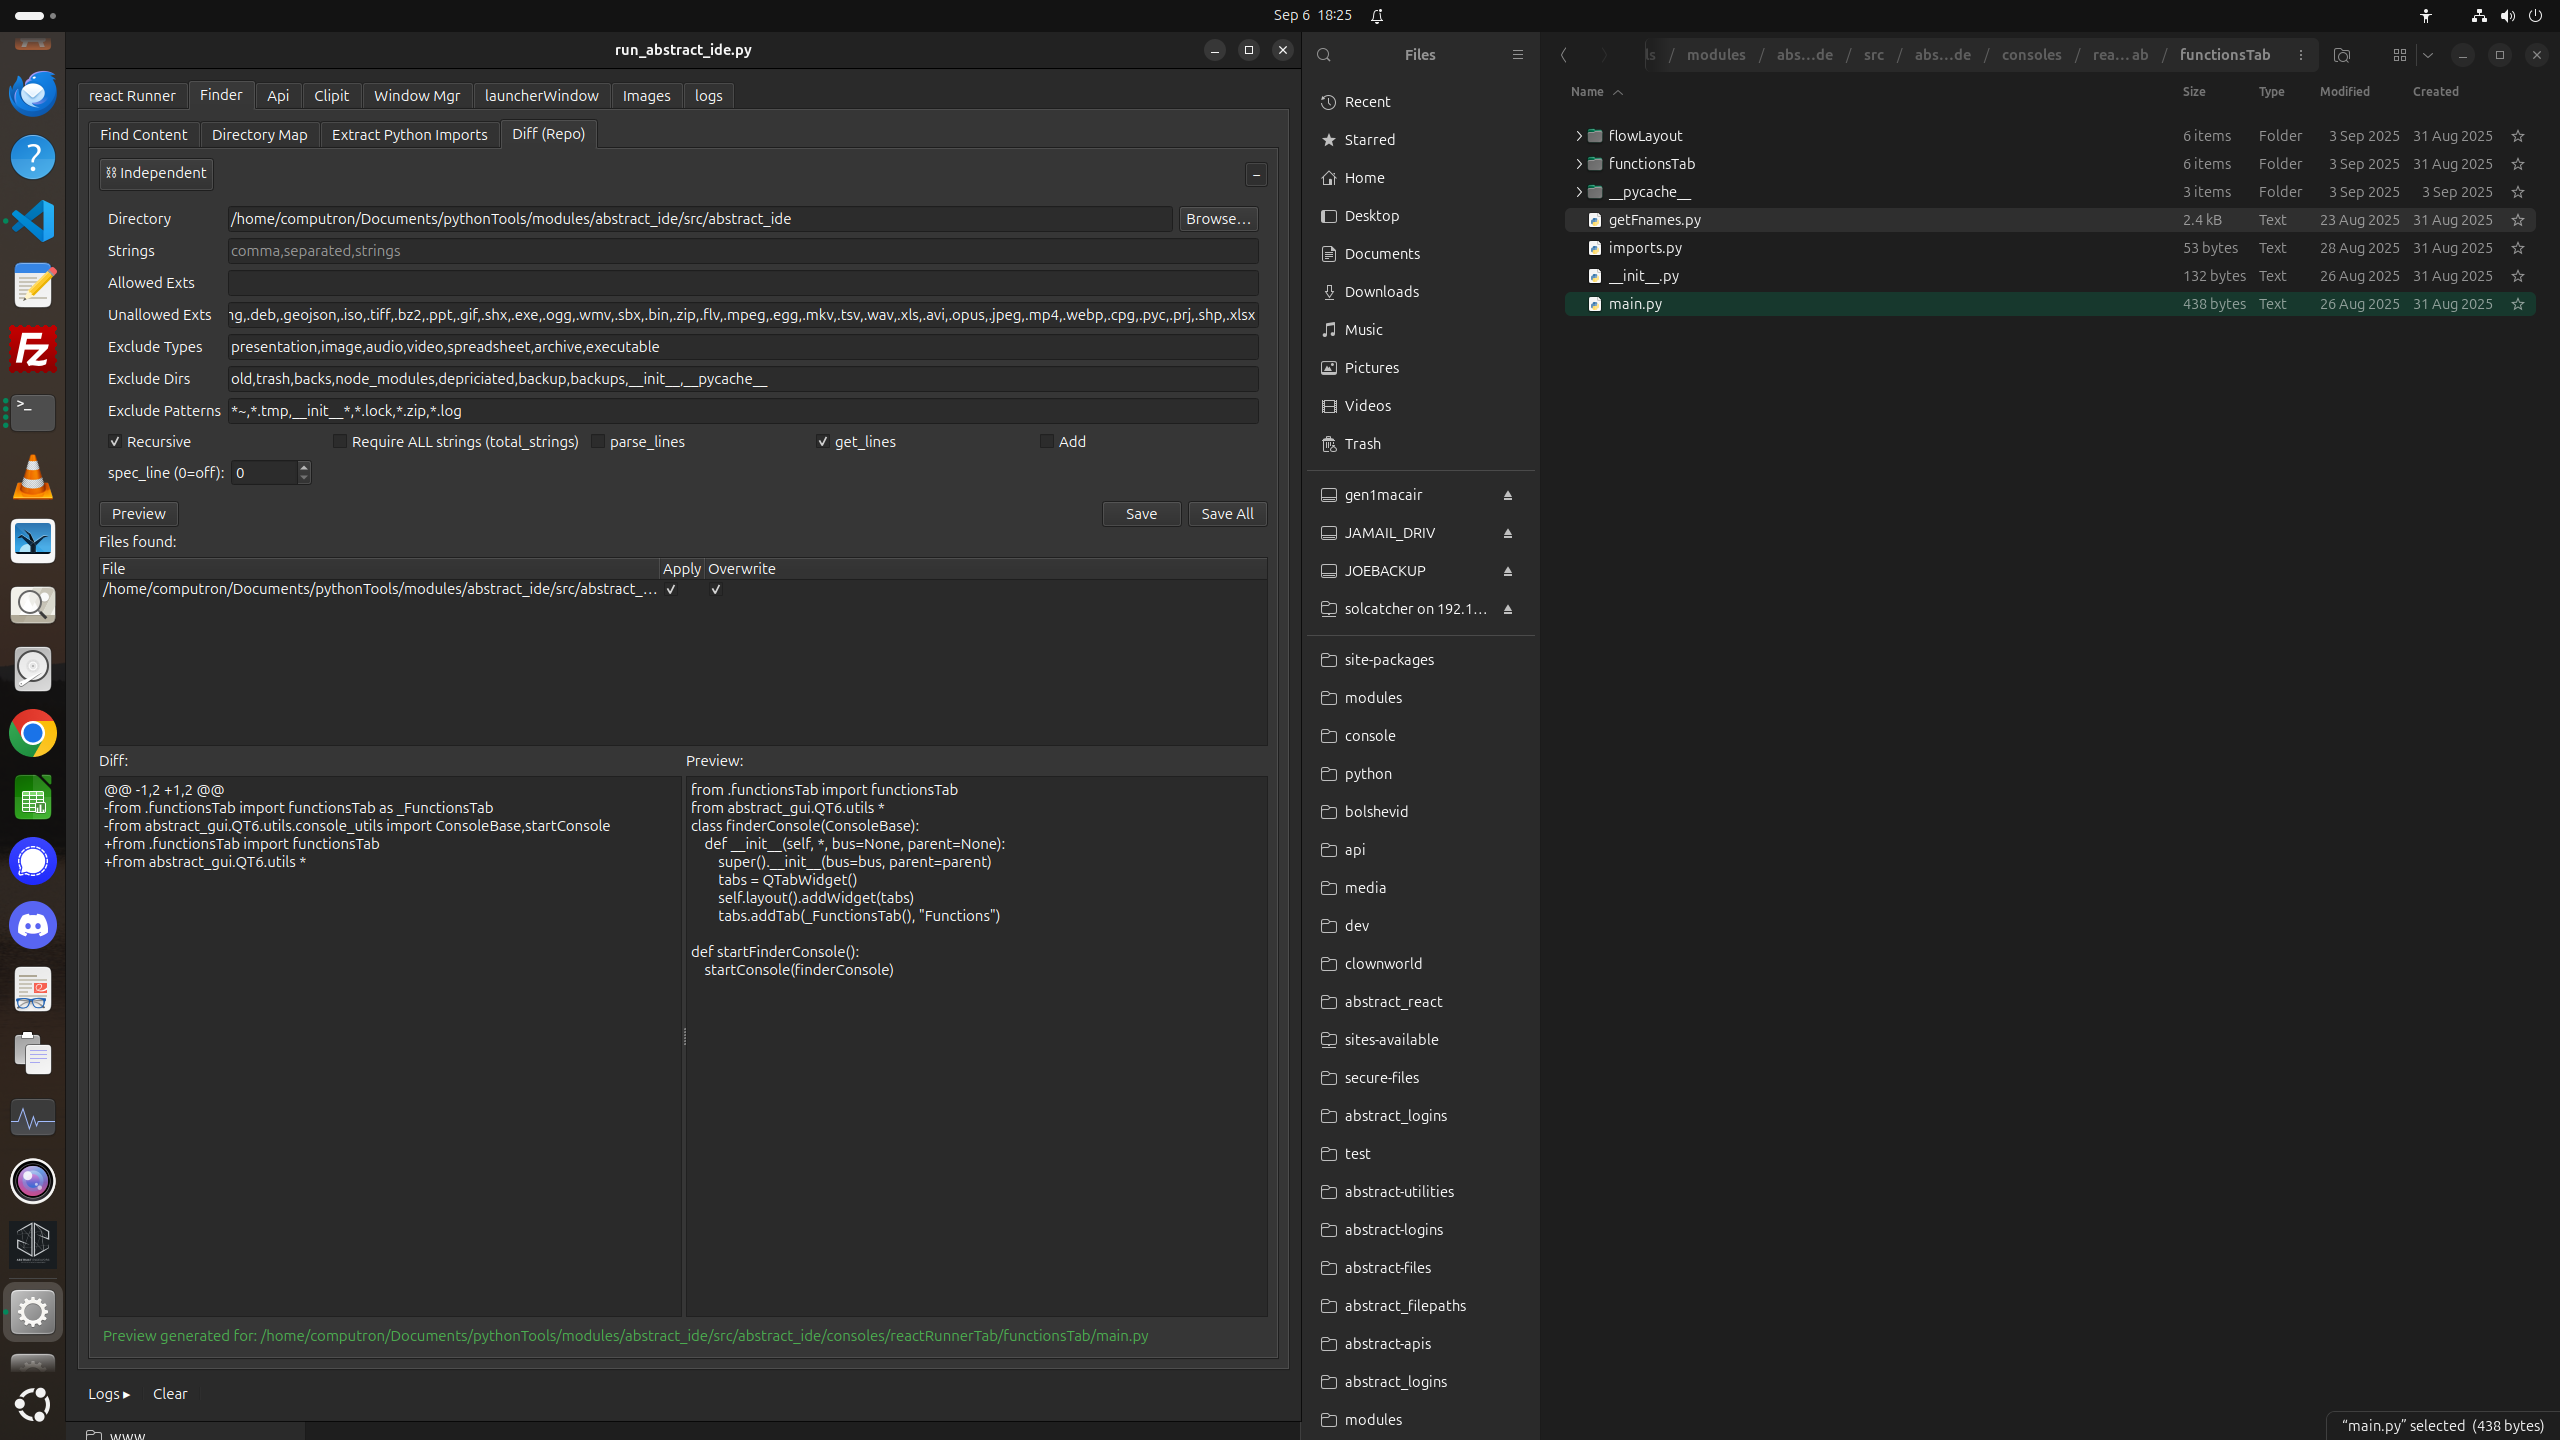 Sep 6 18:25
run_abstract_ide.py
react Runner
Finder
Api
Clipit
Window Mgr
launcherWindow
Images
logs
Find Content
Directory Map
Extract Python Imports
Diff (Repo)
Independent
–
Directory
/home/computron/Documents/pythonTools/modules/abstract_ide/src/abstract_ide
Browse…
Strings
comma,separated,strings
Allowed Exts
Unallowed Exts
ng,.deb,.geojson,.iso,.tiff,.bz2,.ppt,.gif,.shx,.exe,.ogg,.wmv,.sbx,.bin,.zip,.flv,.mpeg,.egg,.mkv,.tsv,.wav,.xls,.avi,.opus,.jpeg,.mp4,.webp,.cpg,.pyc,.prj,.shp,.xlsx
Exclude Types
presentation,image,audio,video,spreadsheet,archive,executable
Exclude Dirs
old,trash,backs,node_modules,depriciated,backup,backups,__init__,__pycache__
Exclude Patterns
*~,*.tmp,__init__*,*.lock,*.zip,*.log
Recursive
Require ALL strings (total_strings)
parse_lines
get_lines
Add
spec_line (0=off):
0
Preview
Save
Save All
Files found:
File
Apply
Overwrite
/home/computron/Documents/pythonTools/modules/abstract_ide/src/abstract_…
Diff:
@@ -1,2 +1,2 @@
-from .functionsTab import functionsTab as _FunctionsTab
-from abstract_gui.QT6.utils.console_utils import ConsoleBase,startConsole
+from .functionsTab import functionsTab
+from abstract_gui.QT6.utils *
Preview:
from .functionsTab import functionsTab
from abstract_gui.QT6.utils *
class finderConsole(ConsoleBase):
    def __init__(self, *, bus=None, parent=None):
        super().__init__(bus=bus, parent=parent)
        tabs = QTabWidget()
        self.layout().addWidget(tabs)
        tabs.addTab(_FunctionsTab(), "Functions")
def startFinderConsole():
    startConsole(finderConsole)
Preview generated for: /home/computron/Documents/pythonTools/modules/abstract_ide/src/abstract_ide/consoles/reactRunnerTab/functionsTab/main.py
Logs ▸
Clear
www
Files
Recent
Starred
Home
Desktop
Documents
Downloads
Music
Pictures
Videos
Trash
gen1macair
JAMAIL_DRIV
JOEBACKUP
solcatcher on 192.1…
site-packages
modules
console
python
bolshevid
api
media
dev
clownworld
abstract_react
sites-available
secure-files
abstract_logins
test
abstract-utilities
abstract-logins
abstract-files
abstract_filepaths
abstract-apis
abstract_logins
modules
ls / modules / abs…de / src / abs…de / consoles / rea…ab / functionsTab
Name Size Type Modified Created
flowLayout 6 items Folder 3 Sep 2025 31 Aug 2025
functionsTab 6 items Folder 3 Sep 2025 31 Aug 2025
__pycache__ 3 items Folder 3 Sep 2025 3 Sep 2025
getFnames.py 2.4 kB Text 23 Aug 2025 31 Aug 2025
imports.py 53 bytes Text 28 Aug 2025 31 Aug 2025
__init__.py 132 bytes Text 26 Aug 2025 31 Aug 2025
main.py 438 bytes Text 26 Aug 2025 31 Aug 2025
“main.py” selected (438 bytes)